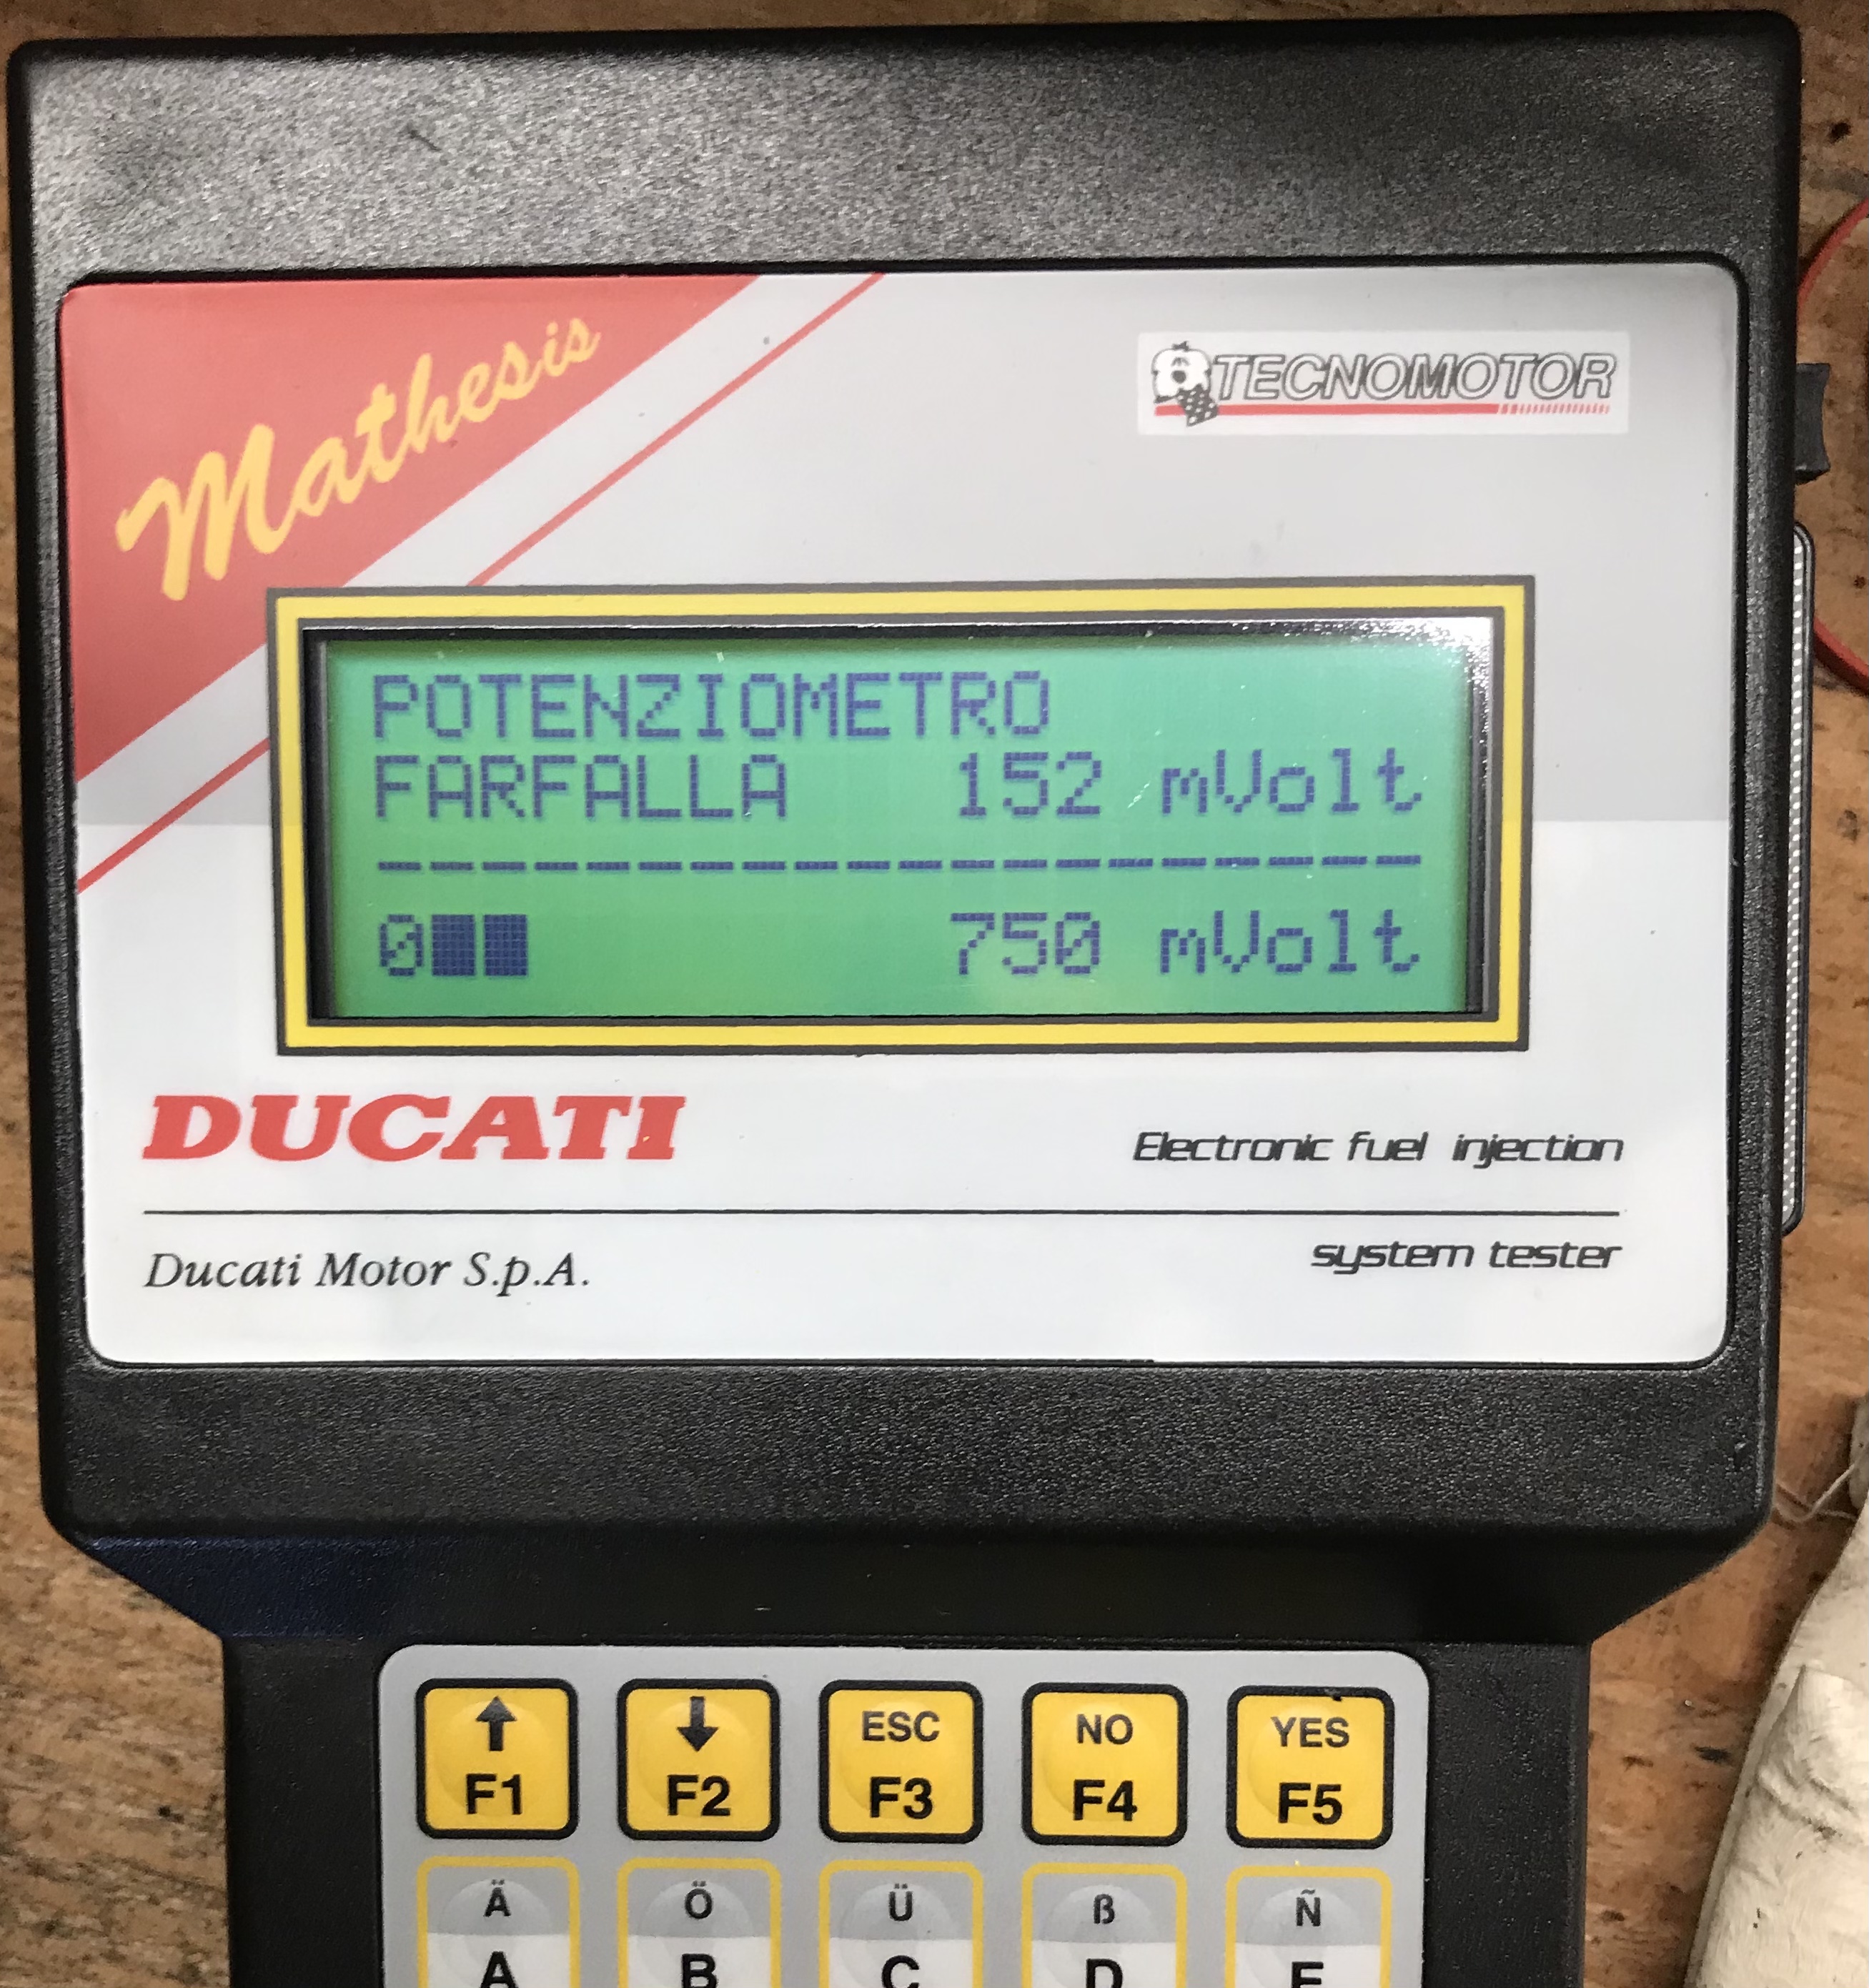 Mathesis
TECNOMOTOR
POTENZIOMETRO
FARFALLA 152 mVolt
--------------------
0 750 mVolt
DUCATI
Electronic fuel injection
Ducati Motor S.p.A.
system tester
↑ ↓ ESC NO YES
F1 F2 F3 F4 F5
Ä Ö Ü ß Ñ
A B C D E